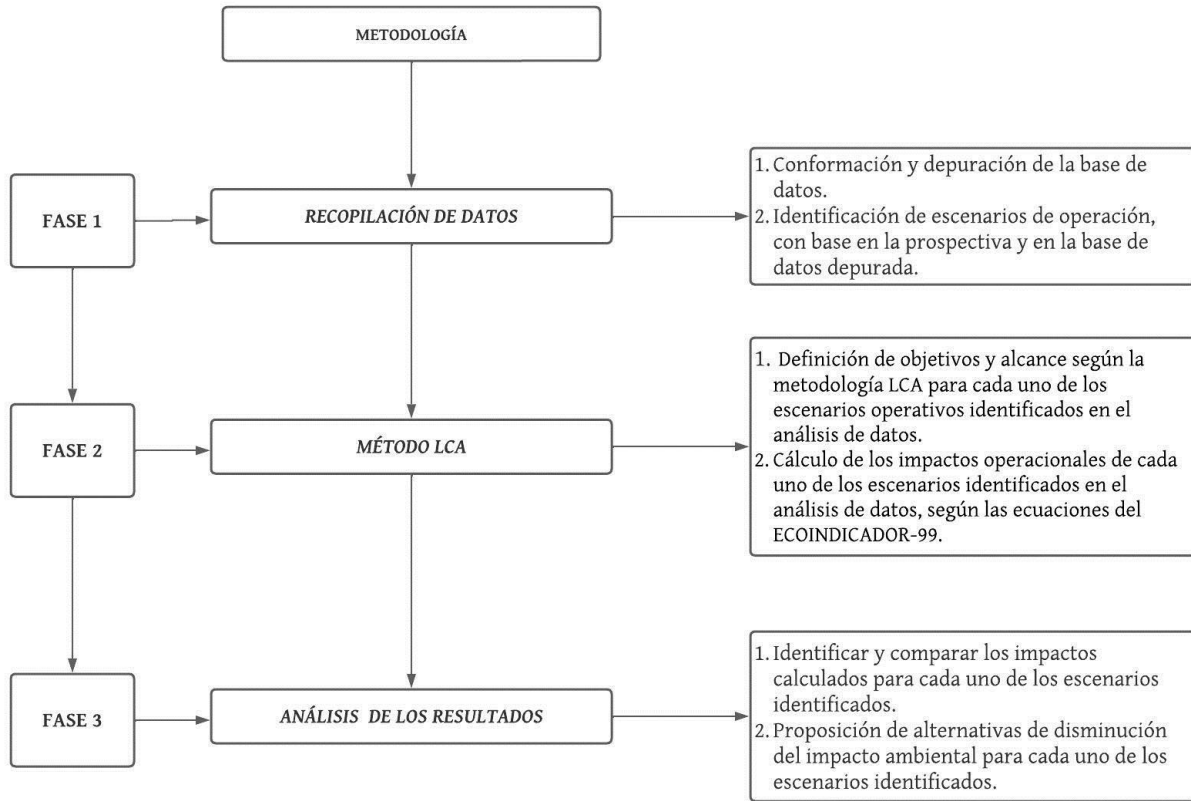 METODOLOGÍA
FASE 1
RECOPILACIÓN DE DATOS
1. Conformación y depuración de la base de
datos.
2. Identificación de escenarios de operación,
con base en la prospectiva y en la base de
datos depurada.
FASE 2
MÉTODO LCA
1. Definición de objetivos y alcance según la
metodología LCA para cada uno de los
escenarios operativos identificados en el
análisis de datos.
2. Cálculo de los impactos operacionales de cada
uno de los escenarios identificados en el
análisis de datos, según las ecuaciones del
ECOINDICADOR-99.
FASE 3
ANÁLISIS DE LOS RESULTADOS
1. Identificar y comparar los impactos
calculados para cada uno de los escenarios
identificados.
2. Proposición de alternativas de disminución
del impacto ambiental para cada uno de los
escenarios identificados.